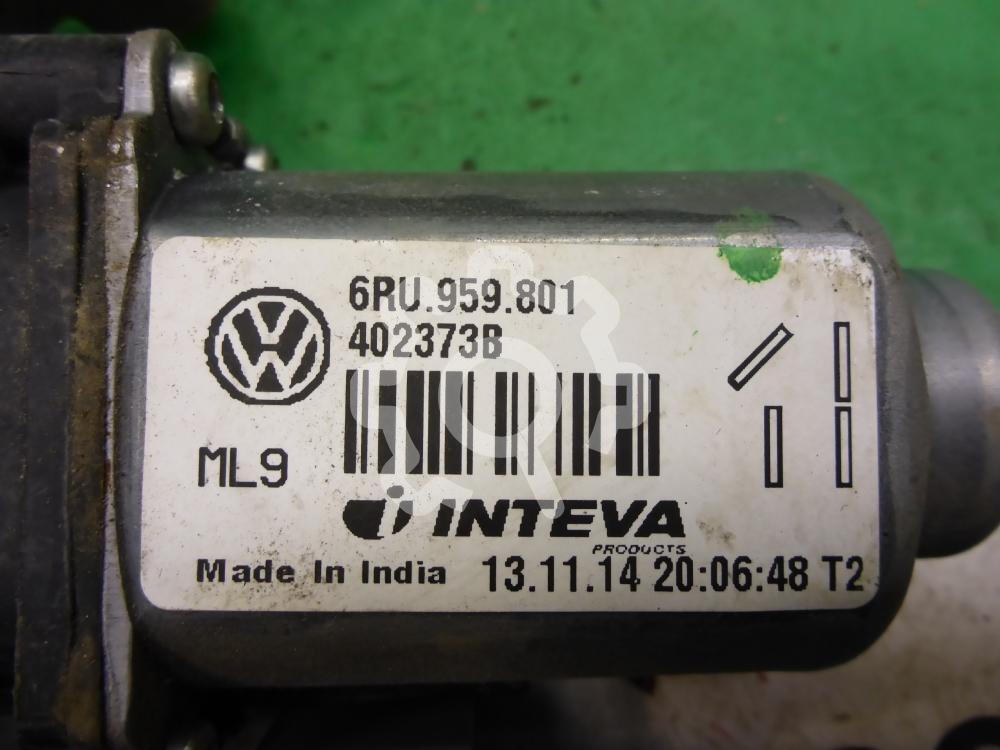 6RU.959.801
402373B
ML9
INTEVA
PRODUCTS
Made In India 13.11.14 20:06:48 T2